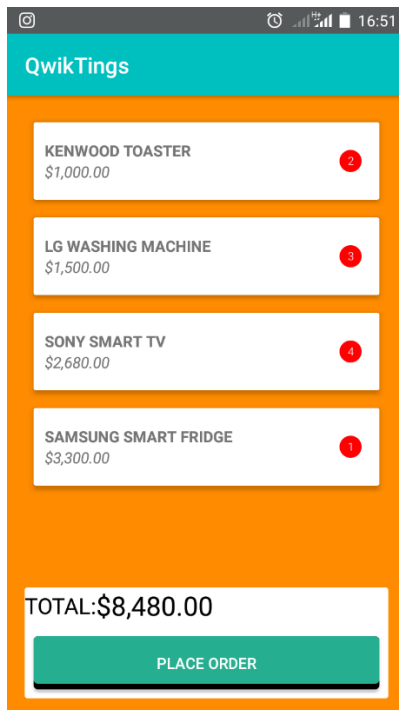 16:51
QwikTings
KENWOOD TOASTER
$1,000.00
2
LG WASHING MACHINE
$1,500.00
3
SONY SMART TV
$2,680.00
4
SAMSUNG SMART FRIDGE
$3,300.00
1
TOTAL:$8,480.00
PLACE ORDER